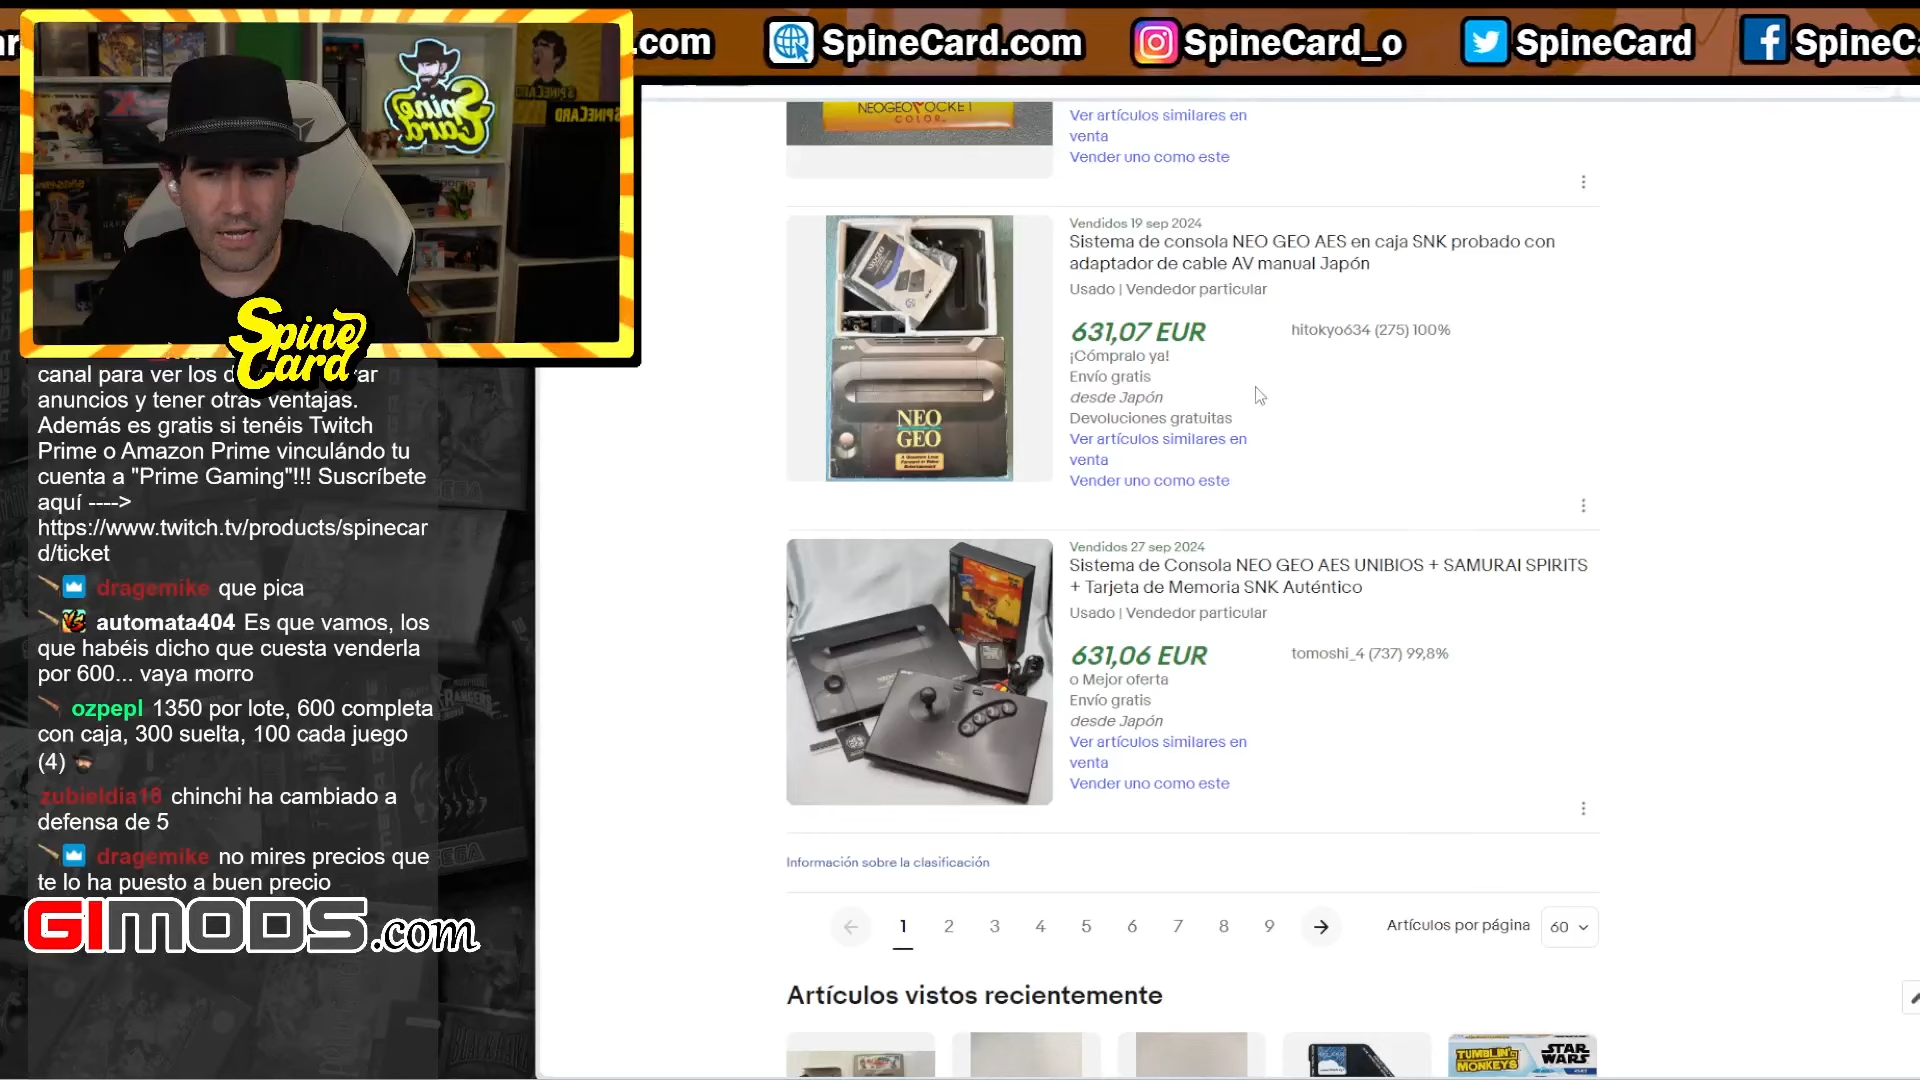 .com
SpineCard.com
SpineCard_o
SpineCard
SpineC
Spine
Card
canal para ver los d
rar
anuncios y tener otras ventajas.
Además es gratis si tenéis Twitch
Prime o Amazon Prime vinculándo tu
cuenta a "Prime Gaming"!!! Suscríbete
aquí ---->
https://www.twitch.tv/products/spinecar
d/ticket
dragemike que pica
automata404 Es que vamos, los
que habéis dicho que cuesta venderla
por 600... vaya morro
ozpepl 1350 por lote, 600 completa
con caja, 300 suelta, 100 cada juego
(4)
zubieldia18 chinchi ha cambiado a
defensa de 5
dragemike no mires precios que
te lo ha puesto a buen precio
GIMODS.com
NEOGEO POCKET
COLOR
Ver artículos similares en
venta
Vender uno como este
Vendidos 19 sep 2024
Sistema de consola NEO GEO AES en caja SNK probado con
adaptador de cable AV manual Japón
Usado | Vendedor particular
631,07 EUR
hitokyo634 (275) 100%
¡Cómpralo ya!
Envío gratis
desde Japón
Devoluciones gratuitas
Ver artículos similares en
venta
Vender uno como este
NEO
GEO
Vendidos 27 sep 2024
Sistema de Consola NEO GEO AES UNIBIOS + SAMURAI SPIRITS
+ Tarjeta de Memoria SNK Auténtico
Usado | Vendedor particular
631,06 EUR
tomoshi_4 (737) 99,8%
o Mejor oferta
Envío gratis
desde Japón
Ver artículos similares en
venta
Vender uno como este
Información sobre la clasificación
1 2 3 4 5 6 7 8 9
Artículos por página 60
Artículos vistos recientemente
TUMBLIN'
MONKEYS
STAR
WARS